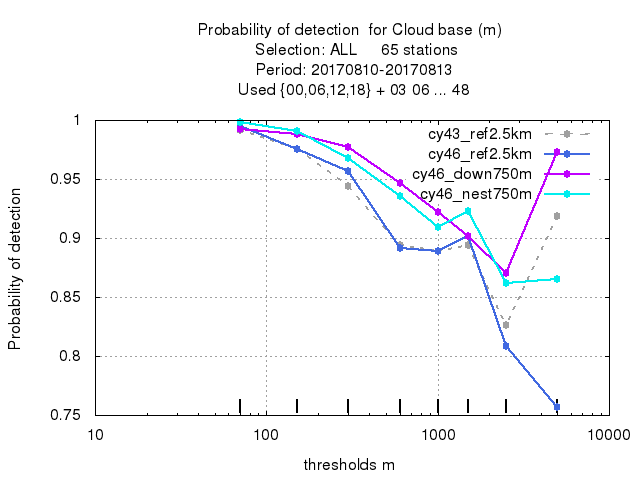 Probability of detection  for Cloud base (m)
Selection: ALL     65 stations
Period: 20170810-20170813
Used {00,06,12,18} + 03 06 ... 48
cy43_ref2.5km
cy46_ref2.5km
cy46_down750m
cy46_nest750m
1
0.95
0.9
0.85
0.8
0.75
Probability of detection
10
100
1000
10000
thresholds m